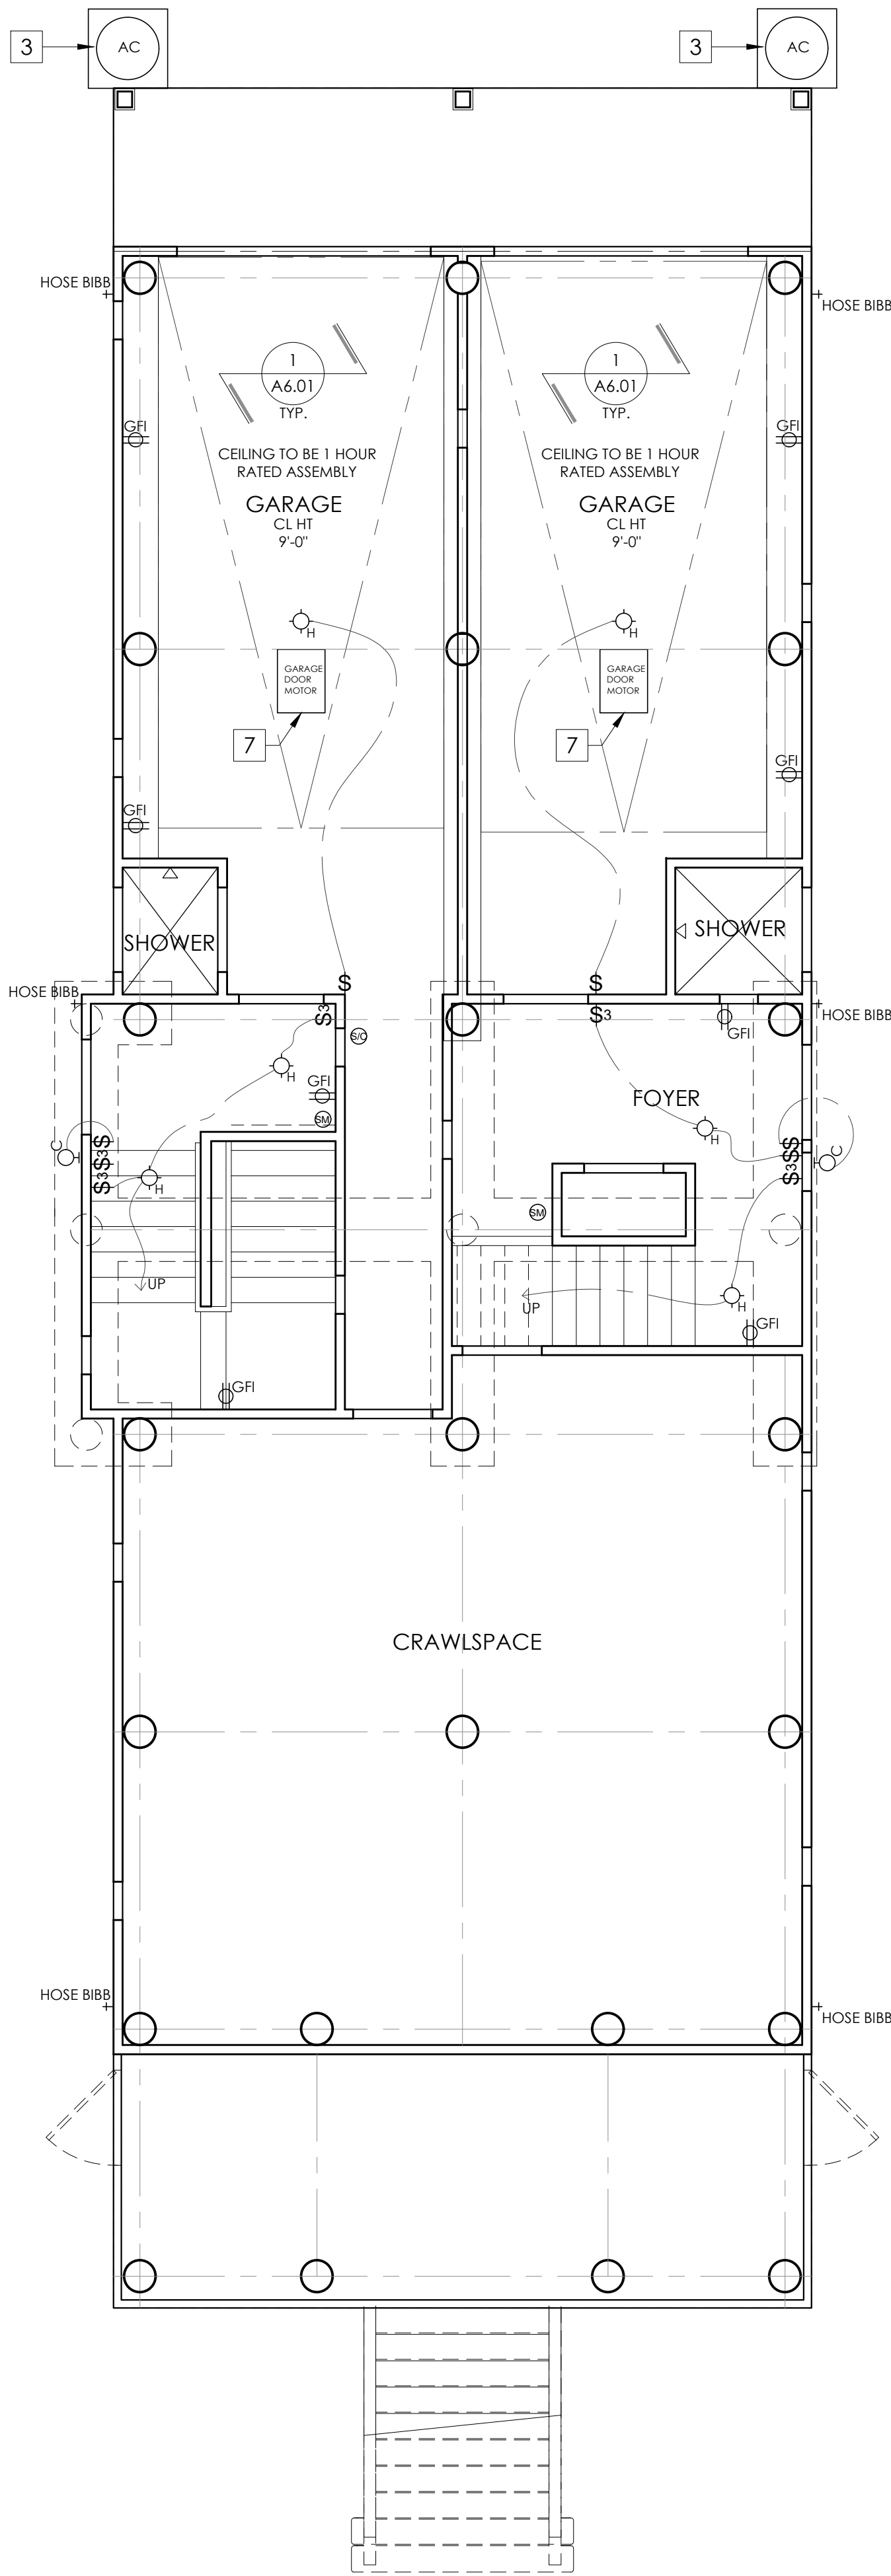 3
AC
3
AC
HOSE BIBB
HOSE BIBB
1
A6.01
TYP.
1
A6.01
TYP.
GFI
GFI
CEILING TO BE 1 HOUR
RATED ASSEMBLY
GARAGE
CL HT
9'-0"
CEILING TO BE 1 HOUR
RATED ASSEMBLY
GARAGE
CL HT
9'-0"
H
H
GARAGE
DOOR
MOTOR
GARAGE
DOOR
MOTOR
7
7
GFI
GFI
SHOWER
SHOWER
HOSE BIBB
$
$
HOSE BIBB
$3
$3
GFI
S/C
H
GFI
SM
FOYER
H
C
$
$3
$3
H
$
$
$3
C
SM
UP
UP
H
GFI
GFI
CRAWLSPACE
HOSE BIBB
HOSE BIBB